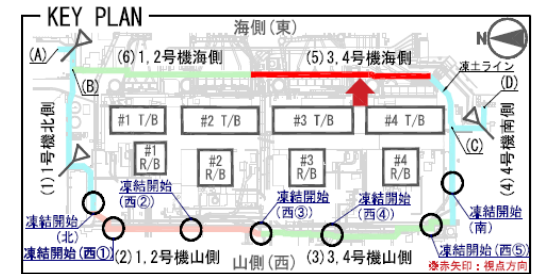 KEY PLAN
海側(東)
N
(A)
(6)1,2号機海側
(5)3,4号機海側
凍土ライン
(B)
(D)
#1 T/B
#2 T/B
#3 T/B
#4 T/B
(C)
(1)1号機北側
#1
R/B
#2
R/B
#3
R/B
#4
R/B
(4)4号機南側
凍結開始
(北)
凍結開始
(西②)
凍結開始
(西③)
凍結開始
(西④)
凍結開始
(南)
凍結開始(西①)
(2)1,2号機山側
山側(西)
(3)3,4号機山側
凍結開始(西⑤)
※赤矢印:視点方向